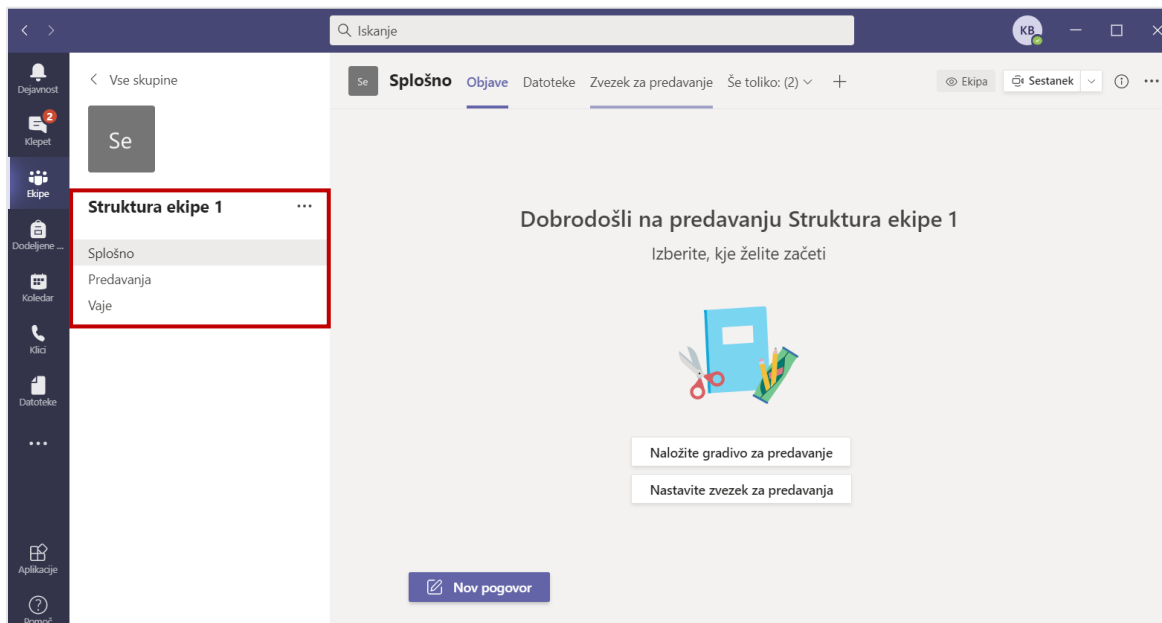 Iskanje
KB
Dejavnost
2
Klepet
Ekipe
Dodeljene ...
Koledar
Klici
Datoteke
Aplikacije
Pomoč
Vse skupine
Se
Struktura ekipe 1
Splošno
Predavanja
Vaje
Se Splošno Objave Datoteke Zvezek za predavanje Še toliko: (2) Ekipa Sestanek
Dobrodošli na predavanju Struktura ekipe 1
Izberite, kje želite začeti
Naložite gradivo za predavanje
Nastavite zvezek za predavanja
Nov pogovor